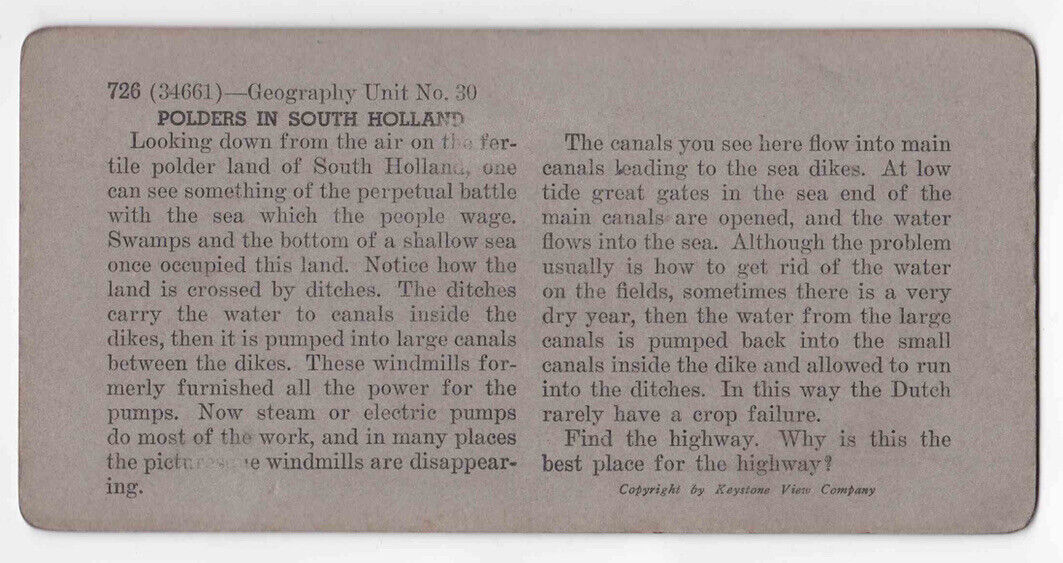 726 (34661)—Geography Unit No. 30
POLDERS IN SOUTH HOLLAND
Looking down from the air on the fer-
tile polder land of South Holland, one
can see something of the perpetual battle
with the sea which the people wage.
Swamps and the bottom of a shallow sea
once occupied this land. Notice how the
land is crossed by ditches. The ditches
carry the water to canals inside the
dikes, then it is pumped into large canals
between the dikes. These windmills for-
merly furnished all the power for the
pumps. Now steam or electric pumps
do most of the work, and in many places
the picturesque windmills are disappear-
ing.
The canals you see here flow into main
canals leading to the sea dikes. At low
tide great gates in the sea end of the
main canals are opened, and the water
flows into the sea. Although the problem
usually is how to get rid of the water
on the fields, sometimes there is a very
dry year, then the water from the large
canals is pumped back into the small
canals inside the dike and allowed to run
into the ditches. In this way the Dutch
rarely have a crop failure.
Find the highway. Why is this the
best place for the highway?
Copyright by Keystone View Company